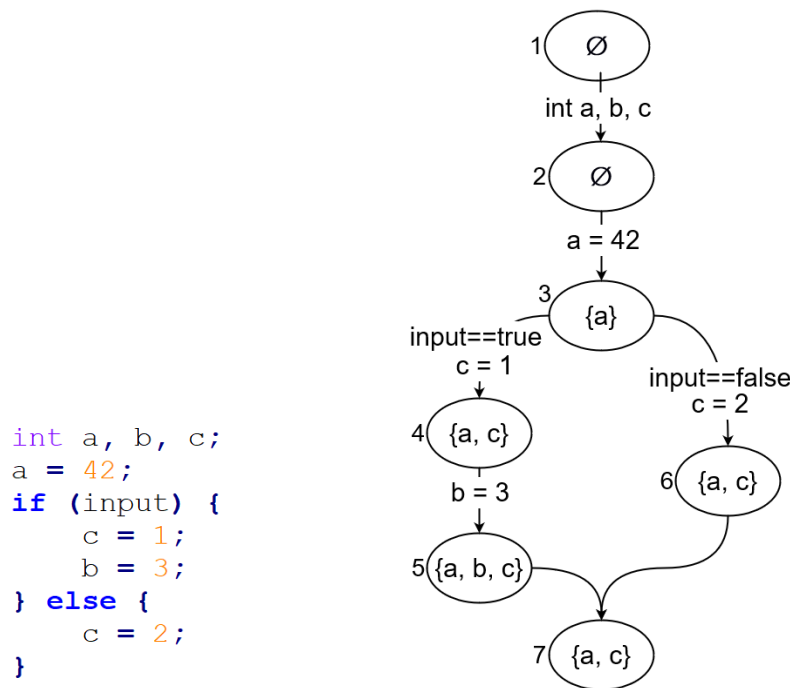 int a, b, c;
a = 42;
if (input) {
    c = 1;
    b = 3;
} else {
    c = 2;
}
1 Ø
int a, b, c
2 Ø
a = 42
3 {a}
input==true
c = 1
input==false
c = 2
4 {a, c}
b = 3
6 {a, c}
5 {a, b, c}
7 {a, c}